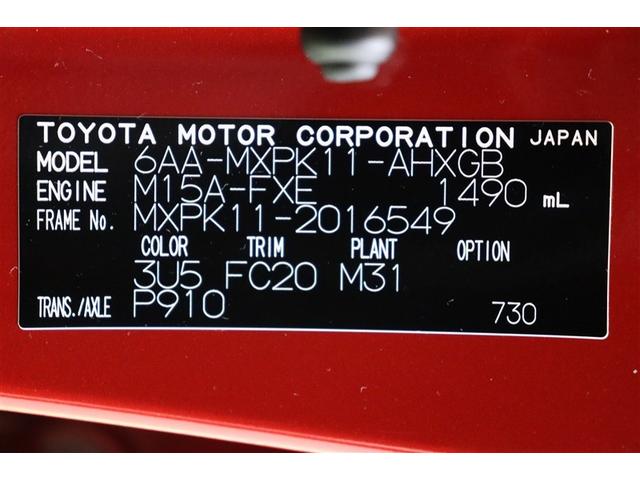 TOYOTA MOTOR CORPORATION JAPAN
MODEL 6AA-MXPK11-AHXGB
ENGINE M15A-FXE 1490 mL
FRAME No. MXPK11-2016549
COLOR TRIM PLANT OPTION
3U5 FC20 M31
TRANS./AXLE P910 730